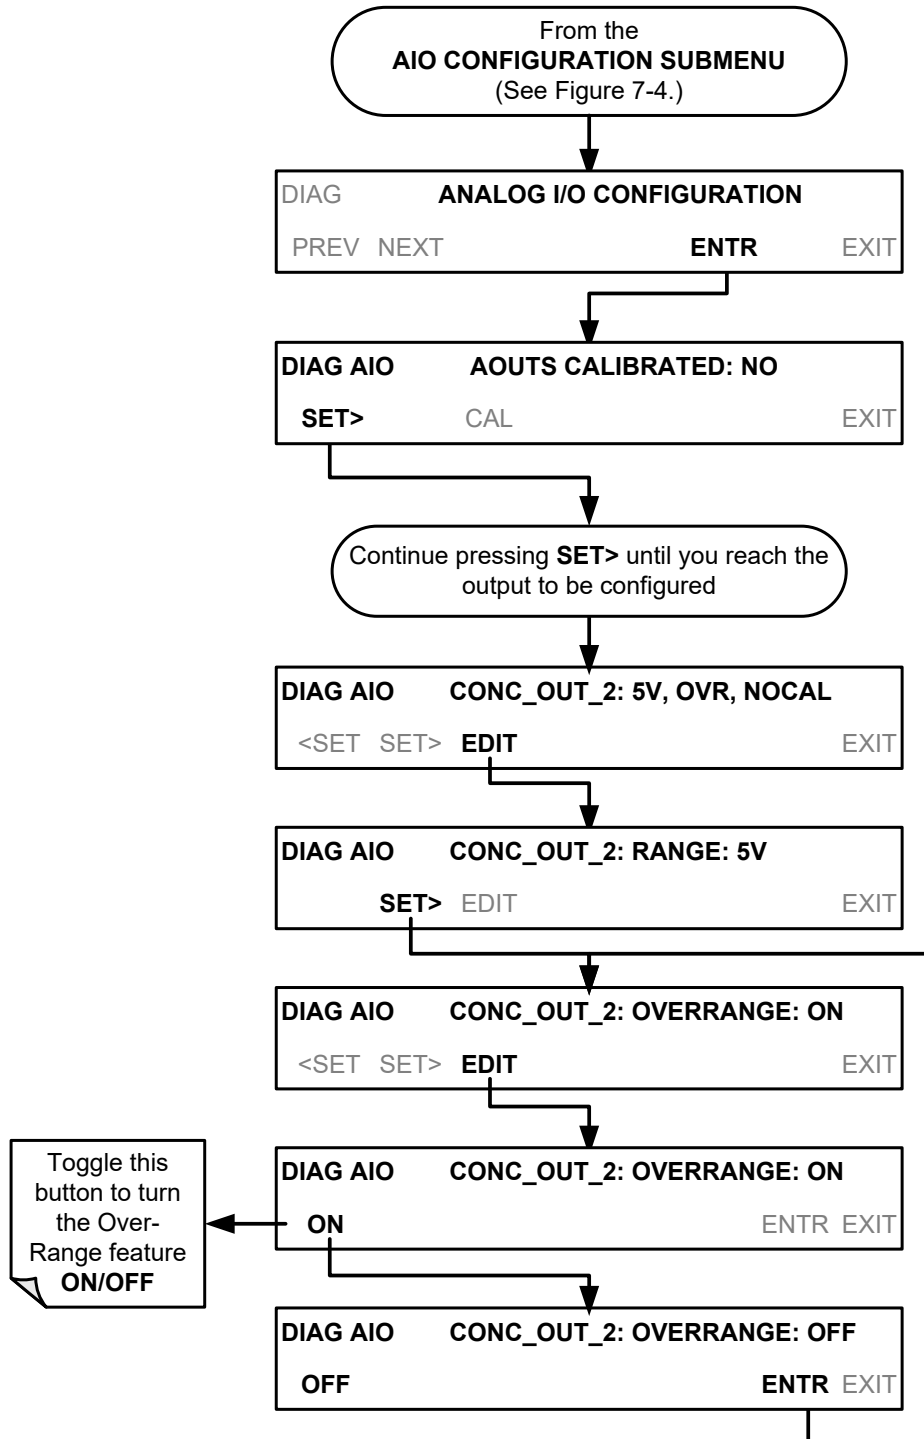 From the
AIO CONFIGURATION SUBMENU
(See Figure 7-4.)
DIAG ANALOG I/O CONFIGURATION
PREV NEXT ENTR EXIT
DIAG AIO AOUTS CALIBRATED: NO
SET> CAL EXIT
Continue pressing SET> until you reach the
output to be configured
DIAG AIO CONC_OUT_2: 5V, OVR, NOCAL
<SET SET> EDIT EXIT
DIAG AIO CONC_OUT_2: RANGE: 5V
SET> EDIT EXIT
DIAG AIO CONC_OUT_2: OVERRANGE: ON
<SET SET> EDIT EXIT
Toggle this
button to turn
the Over-
Range feature
ON/OFF
DIAG AIO CONC_OUT_2: OVERRANGE: ON
ON ENTR EXIT
DIAG AIO CONC_OUT_2: OVERRANGE: OFF
OFF ENTR EXIT